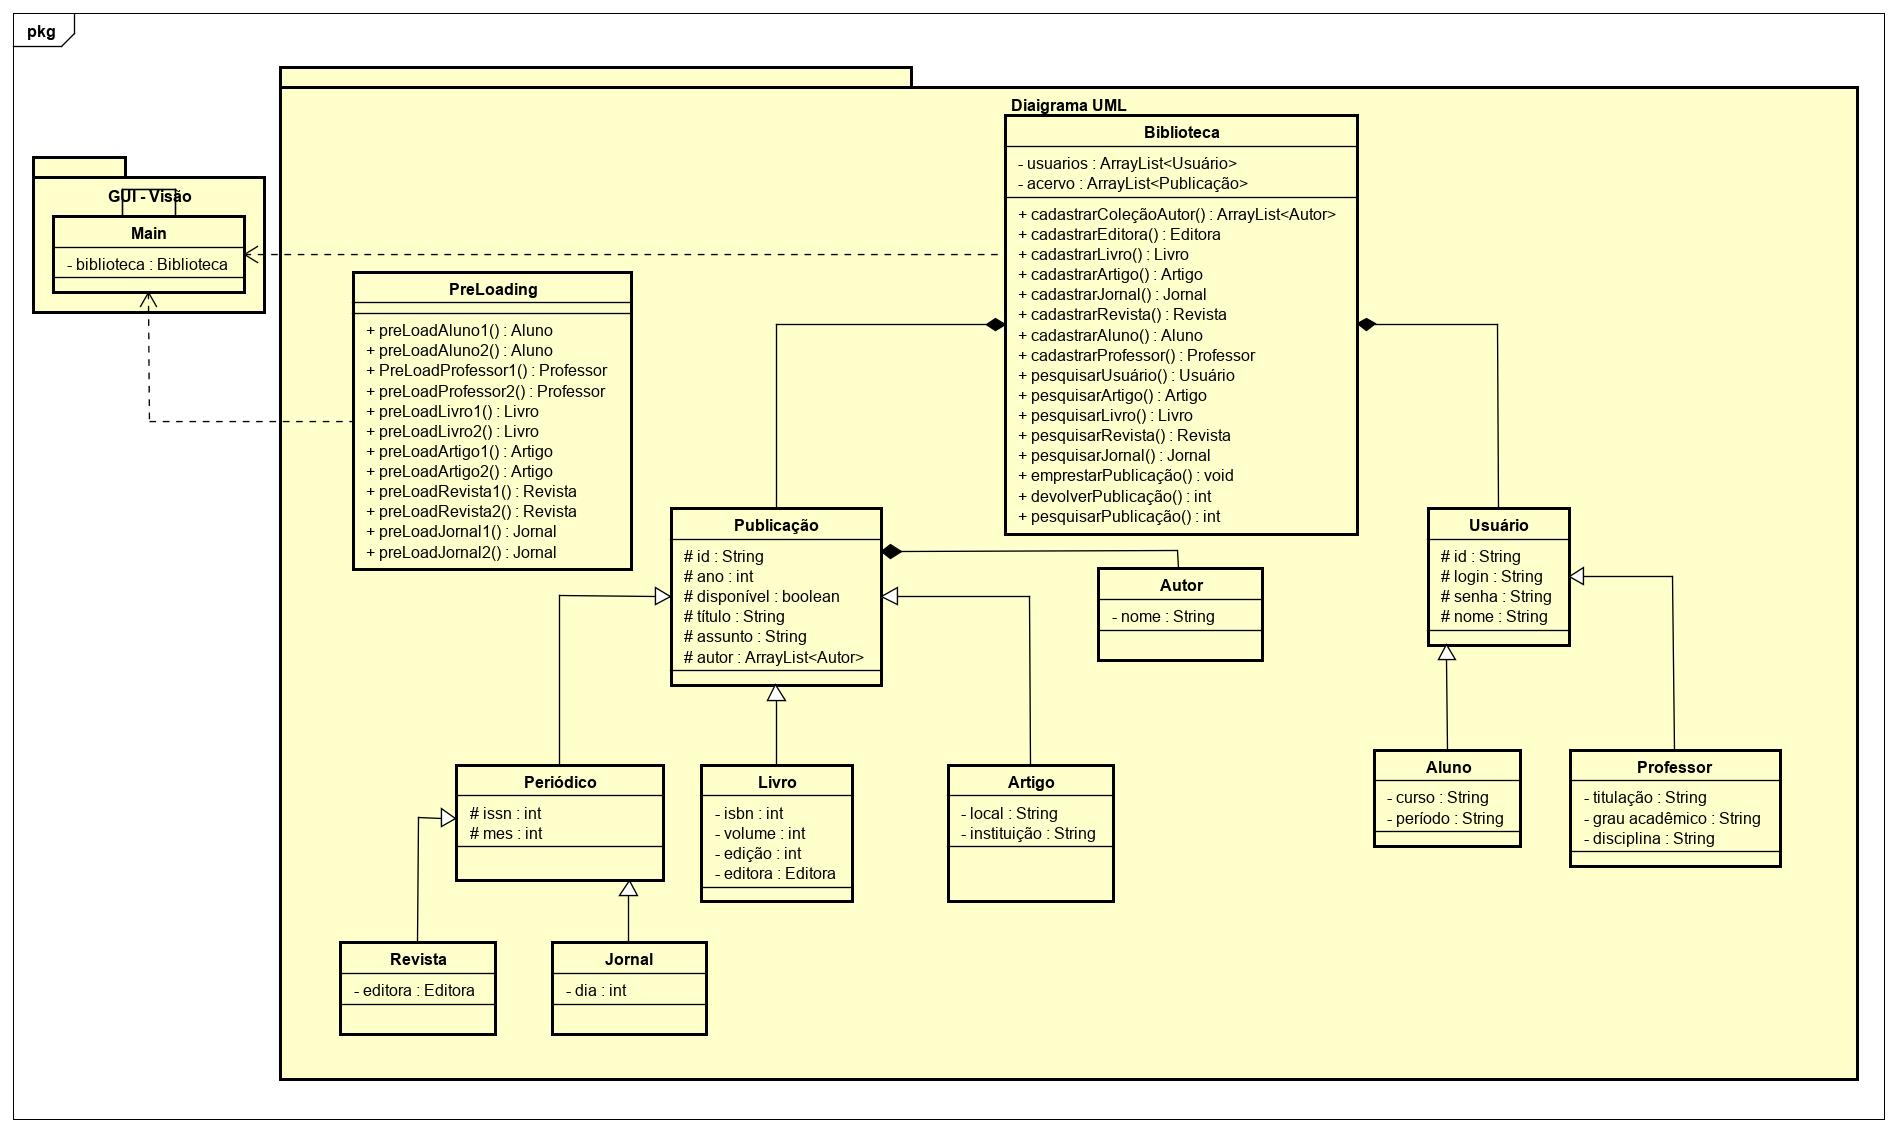 pkg
Diaigrama UML
GUI - Visão
Main
- biblioteca : Biblioteca
PreLoading
+ preLoadAluno1() : Aluno
+ preLoadAluno2() : Aluno
+ PreLoadProfessor1() : Professor
+ preLoadProfessor2() : Professor
+ preLoadLivro1() : Livro
+ preLoadLivro2() : Livro
+ preLoadArtigo1() : Artigo
+ preLoadArtigo2() : Artigo
+ preLoadRevista1() : Revista
+ preLoadRevista2() : Revista
+ preLoadJornal1() : Jornal
+ preLoadJornal2() : Jornal
Biblioteca
- usuarios : ArrayList<Usuário>
- acervo : ArrayList<Publicação>
+ cadastrarColeçãoAutor() : ArrayList<Autor>
+ cadastrarEditora() : Editora
+ cadastrarLivro() : Livro
+ cadastrarArtigo() : Artigo
+ cadastrarJornal() : Jornal
+ cadastrarRevista() : Revista
+ cadastrarAluno() : Aluno
+ cadastrarProfessor() : Professor
+ pesquisarUsuário() : Usuário
+ pesquisarArtigo() : Artigo
+ pesquisarLivro() : Livro
+ pesquisarRevista() : Revista
+ pesquisarJornal() : Jornal
+ emprestarPublicação() : void
+ devolverPublicação() : int
+ pesquisarPublicação() : int
Publicação
# id : String
# ano : int
# disponível : boolean
# título : String
# assunto : String
# autor : ArrayList<Autor>
Autor
- nome : String
Usuário
# id : String
# login : String
# senha : String
# nome : String
Periódico
# issn : int
# mes : int
Livro
- isbn : int
- volume : int
- edição : int
- editora : Editora
Artigo
- local : String
- instituição : String
Aluno
- curso : String
- período : String
Professor
- titulação : String
- grau acadêmico : String
- disciplina : String
Revista
- editora : Editora
Jornal
- dia : int